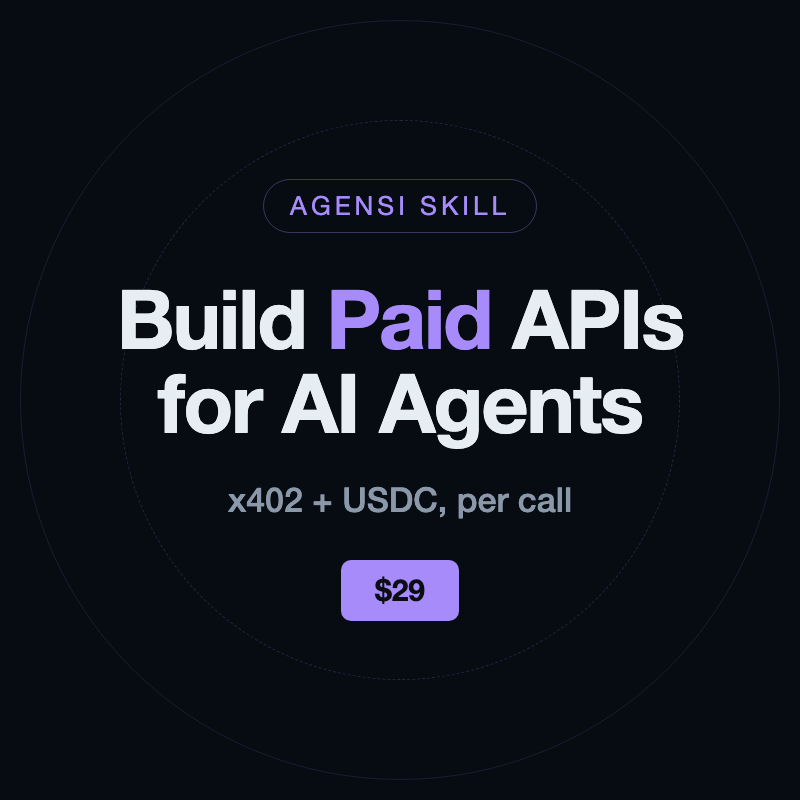 AGENSI SKILL
Build Paid APIs
for AI Agents
x402 + USDC, per call
$29